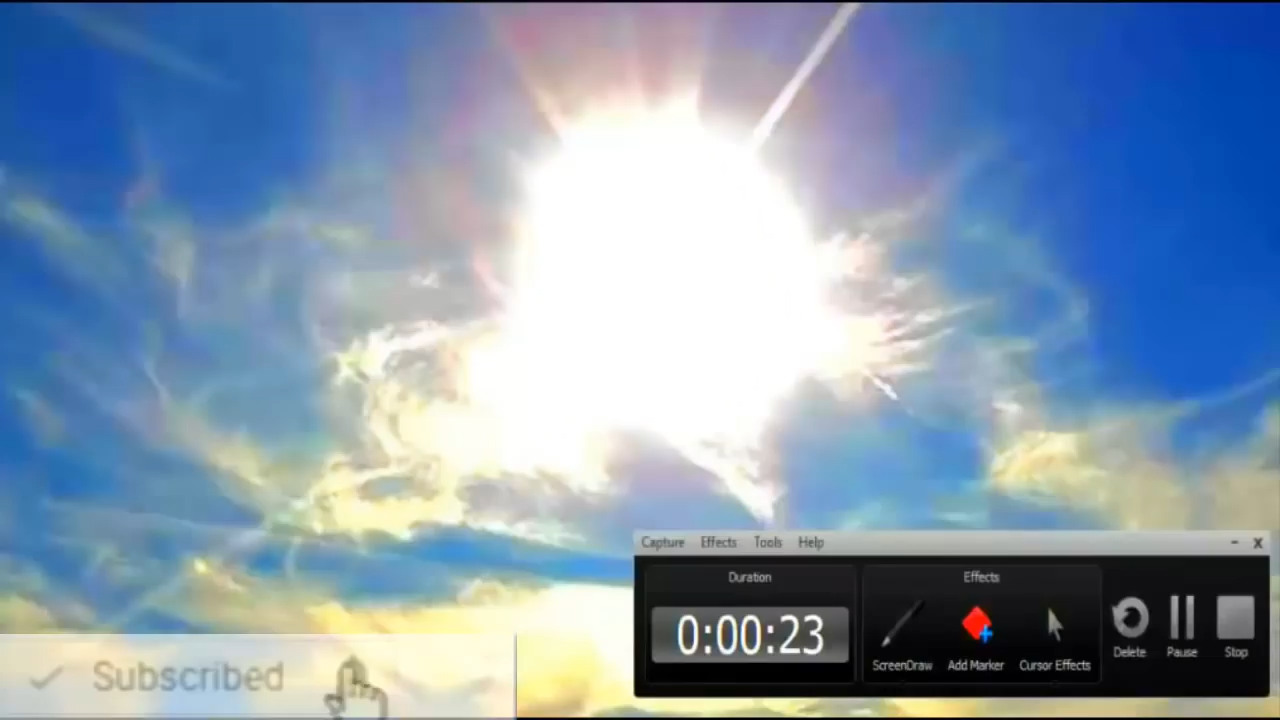 Capture Effects Tools Help - x
Duration
Effects
0:00:23
ScreenDraw Add Marker Cursor Effects
Delete Pause Stop
Subscribed